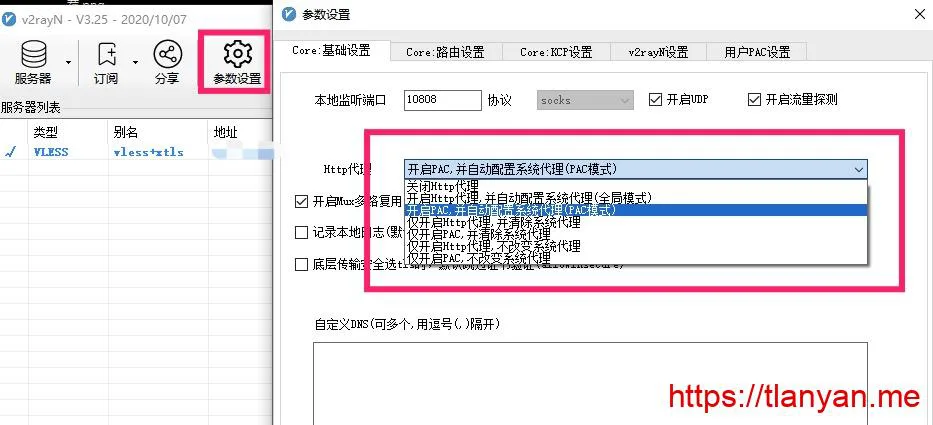 v2rayN - V3.25 - 2020/10/07
服务器
订阅
分享
参数设置
服务器列表
类型 别名 地址
VLESS vless+xtls
参数设置
Core:基础设置 Core:路由设置 Core:KCP设置 v2rayN设置 用户PAC设置
本地监听端口 10808 协议 socks 开启UDP 开启流量探测
Http代理 开启PAC,并自动配置系统代理(PAC模式)
关闭Http代理
开启Http代理,并自动配置系统代理(全局模式)
开启PAC,并自动配置系统代理(PAC模式)
仅开启Http代理,并清除系统代理
仅开启PAC,并清除系统代理
仅开启Http代理,不改变系统代理
仅开启PAC,不改变系统代理
开启Mux多路复用
记录本地日志(默
底层传输安全选tls时,默认跳过证书验证(allowInsecure)
自定义DNS(可多个,用逗号(,)隔开)
https://tlanyan.me